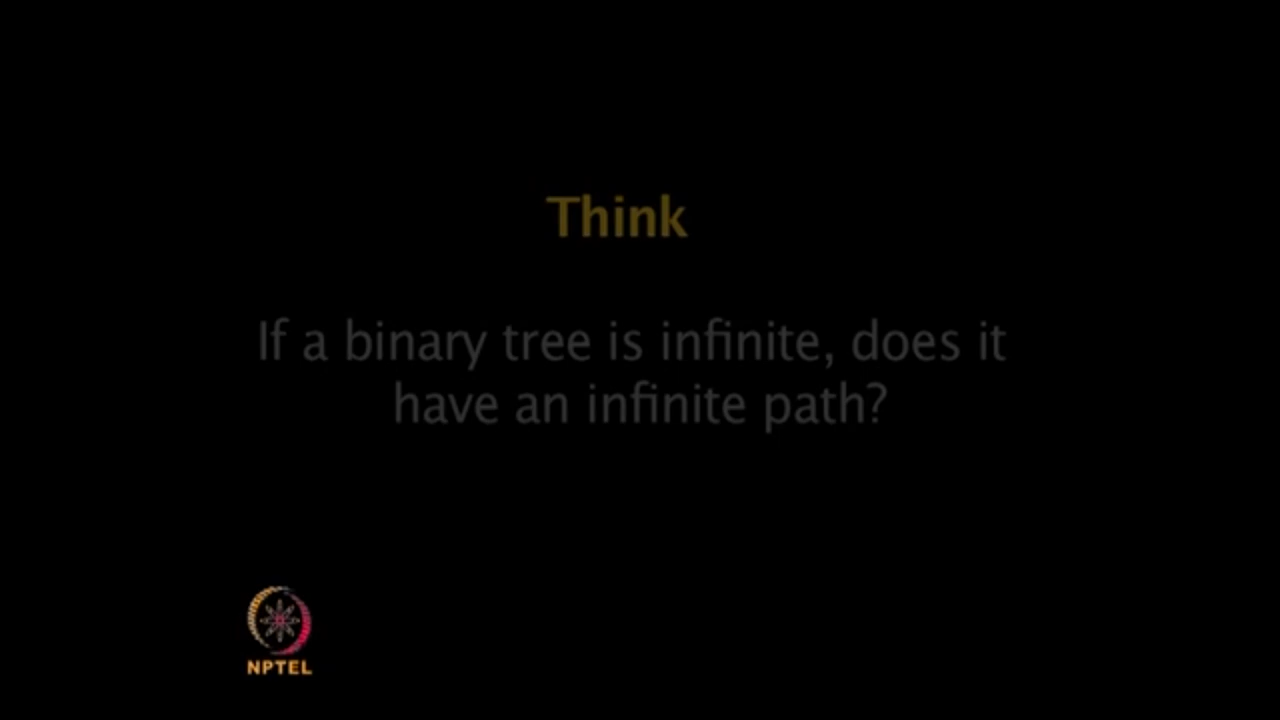 Think
If a binary tree is infinite, does it
have an infinite path?
NPTEL